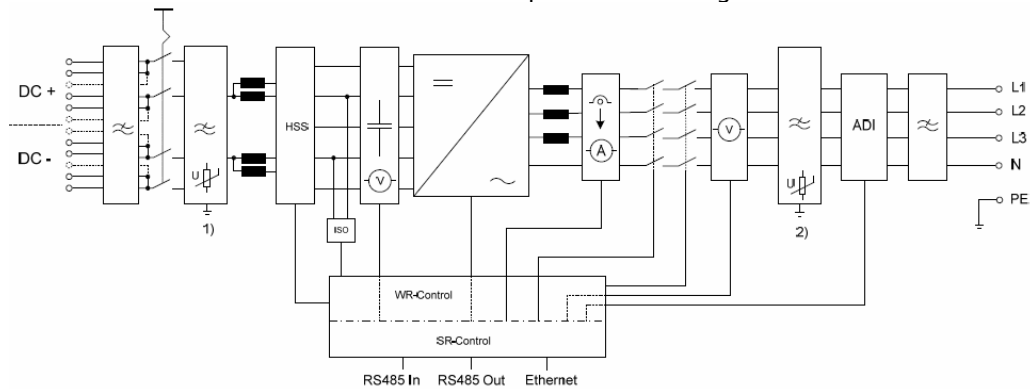 DC +
DC -
U
1)
HSS
ISO
V
A
V
U
2)
ADI
L1
L2
L3
N
PE
WR-Control
SR-Control
RS485 In
RS485 Out
Ethernet